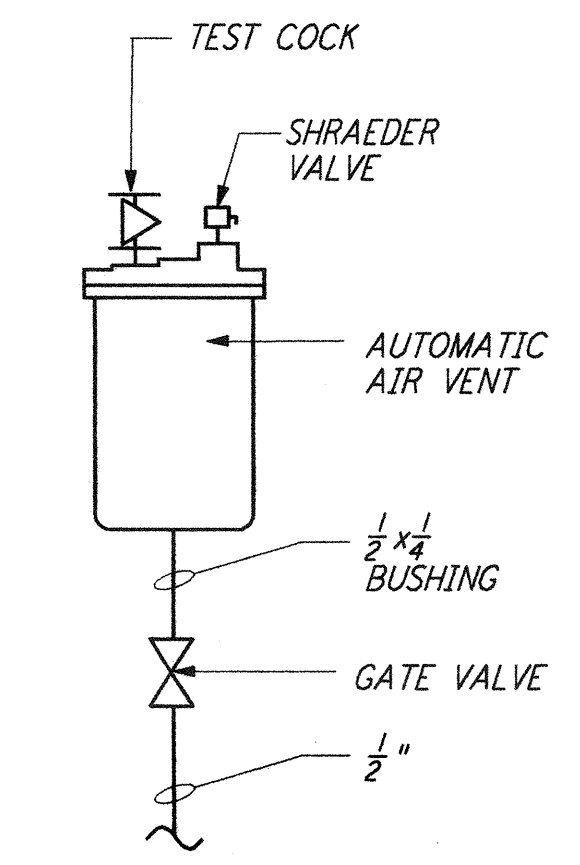 TEST COCK
SHRAEDER
VALVE
AUTOMATIC
AIR VENT
1/2 x 1/4
BUSHING
GATE VALVE
1/2"